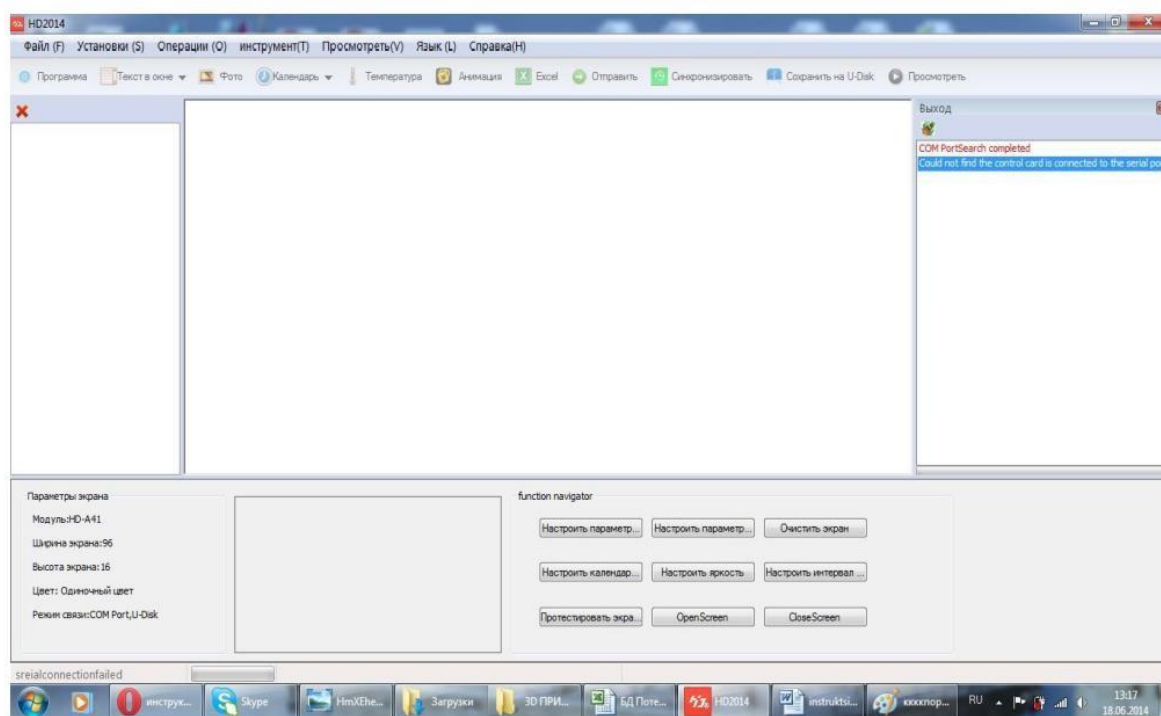 HD2014
Файл (F) Установки (S) Операции (O) инструмент(T) Просмотреть(V) Язык (L) Справка(H)
Программа Текст в окне Фото Календарь Температура Анимация Excel Отправить Синхронизировать Сохранить на U-Disk Просмотреть
Выход
COM PortSearch completed
Could not find the control card is connected to the serial po
Параметры экрана
Модуль:HD-A41
Ширина экрана:96
Высота экрана:16
Цвет: Одиночный цвет
Режим связи:COM Port,U-Disk
function navigator
Настроить параметр... Настроить параметр... Очистить экран
Настроить календар... Настроить яркость Настроить интервал ...
Протестировать экра... OpenScreen CloseScreen
sreialconnectionfailed
инструк... Skype HmXEhe... Загрузки 3D ПРИ... БД Поте... HD2014 instruktsi... ккккпор... RU 13:17
18.06.2014